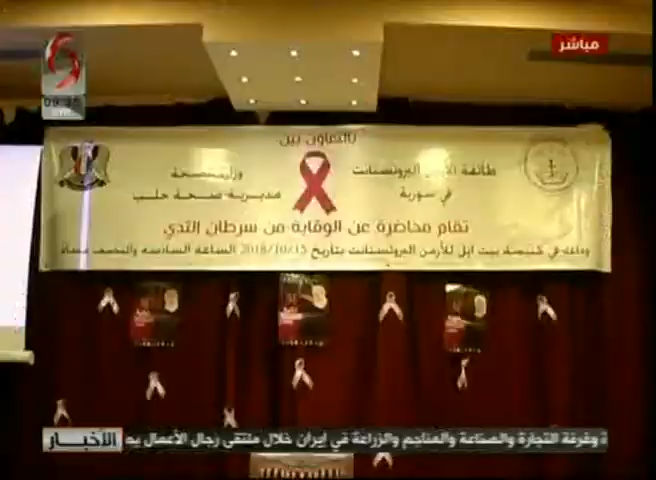 مباشر
بالتعاون بين
وزارة الصحة
مديرية صحة حلب
طائفة الأرمن البروتستانت
في سورية
تقام محاضرة عن الوقاية من سرطان الثدي
وذلك في كنيسة بيت ايل للأرمن البروتستانت بتاريخ 2018/10/15 الساعة السادسة والنصف مساءً
الأخبار
ة وغرفة التجارة والصناعة والمناجم والزراعة في إيران خلال ملتقى رجال الأعمال